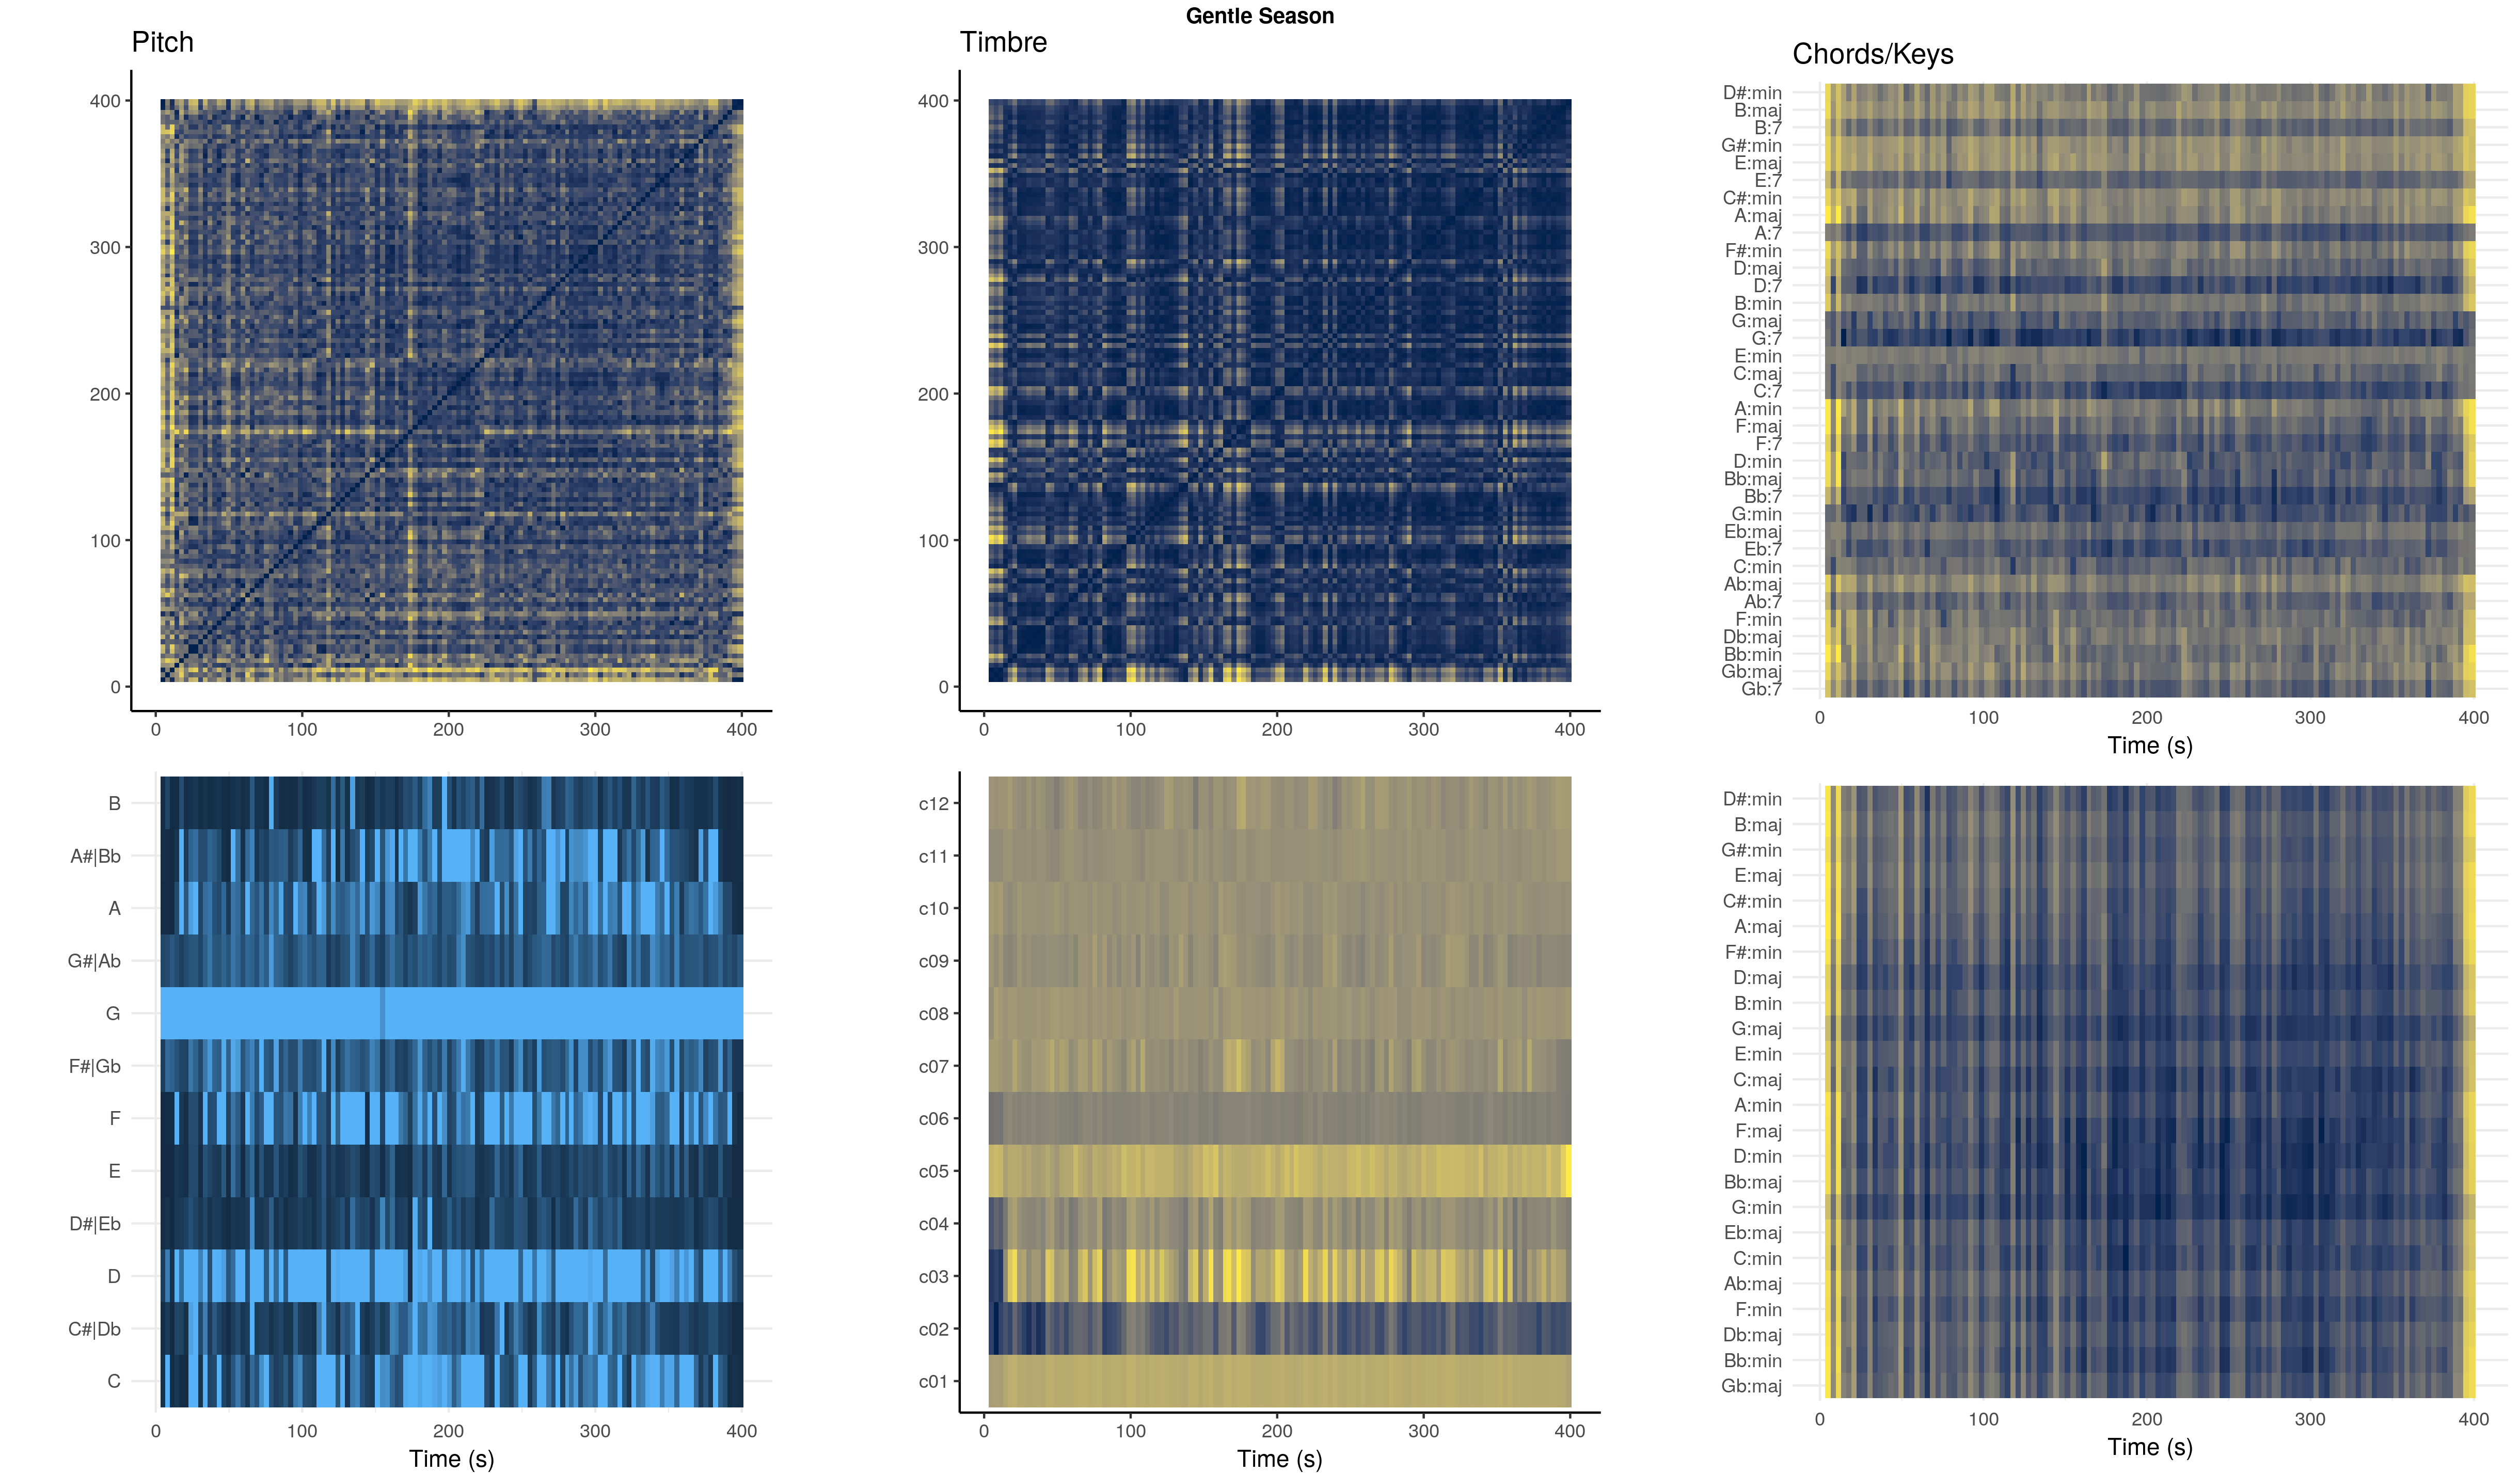 Gentle Season
Pitch
400
300
200
100
0
0 100 200 300 400
Timbre
400
300
200
100
0
0 100 200 300 400
Chords/Keys
D#:min
B:maj
B:7
G#:min
E:maj
E:7
C#:min
A:maj
A:7
F#:min
D:maj
D:7
B:min
G:maj
G:7
E:min
C:maj
C:7
A:min
F:maj
F:7
D:min
Bb:maj
Bb:7
G:min
Eb:maj
Eb:7
C:min
Ab:maj
Ab:7
F:min
Db:maj
Bb:min
Gb:maj
Gb:7
0 100 200 300 400
Time (s)
B
A#|Bb
A
G#|Ab
G
F#|Gb
F
E
D#|Eb
D
C#|Db
C
0 100 200 300 400
Time (s)
c12
c11
c10
c09
c08
c07
c06
c05
c04
c03
c02
c01
0 100 200 300 400
Time (s)
D#:min
B:maj
G#:min
E:maj
C#:min
A:maj
F#:min
D:maj
B:min
G:maj
E:min
C:maj
A:min
F:maj
D:min
Bb:maj
G:min
Eb:maj
C:min
Ab:maj
F:min
Db:maj
Bb:min
Gb:maj
0 100 200 300 400
Time (s)